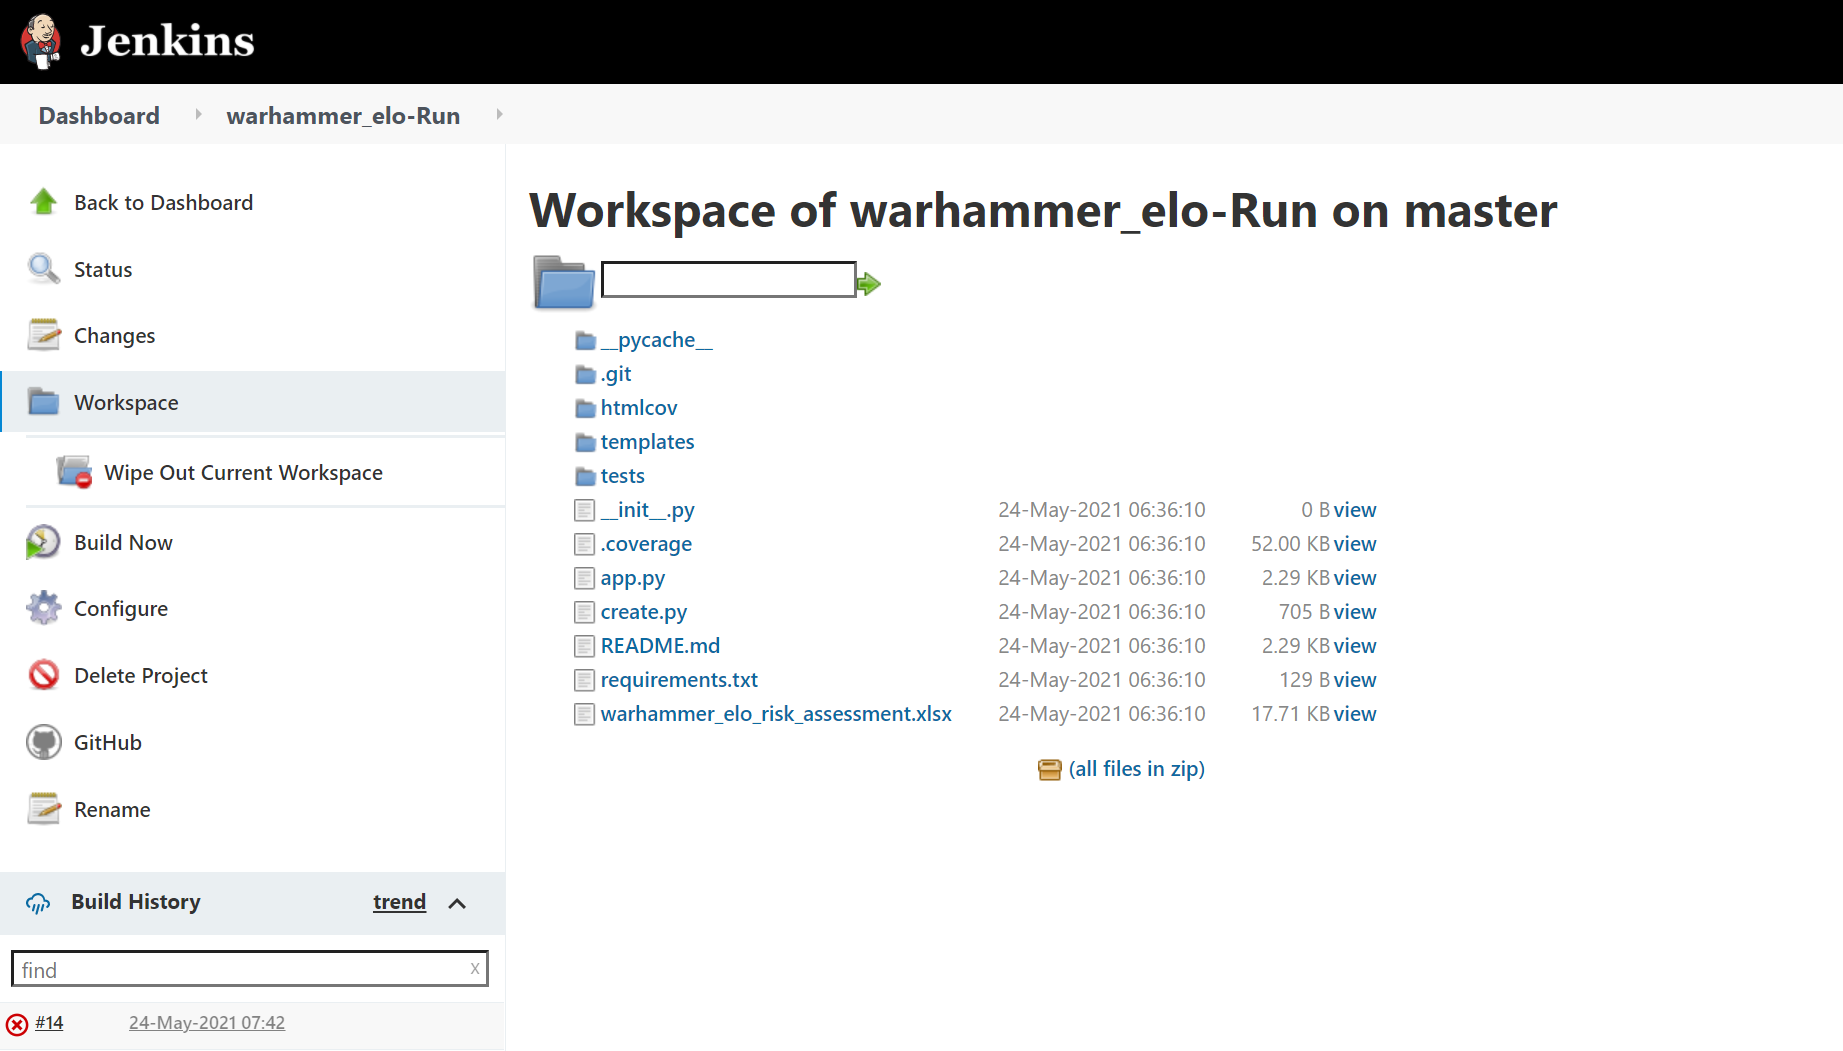 Jenkins
Dashboard
warhammer_elo-Run
Back to Dashboard
Status
Changes
Workspace
Wipe Out Current Workspace
Build Now
Configure
Delete Project
GitHub
Rename
Build History trend
find x
#14 24-May-2021 07:42
Workspace of warhammer_elo-Run on master
__pycache__
.git
htmlcov
templates
tests
__init__.py 24-May-2021 06:36:10 0 B view
.coverage 24-May-2021 06:36:10 52.00 KB view
app.py 24-May-2021 06:36:10 2.29 KB view
create.py 24-May-2021 06:36:10 705 B view
README.md 24-May-2021 06:36:10 2.29 KB view
requirements.txt 24-May-2021 06:36:10 129 B view
warhammer_elo_risk_assessment.xlsx 24-May-2021 06:36:10 17.71 KB view
(all files in zip)